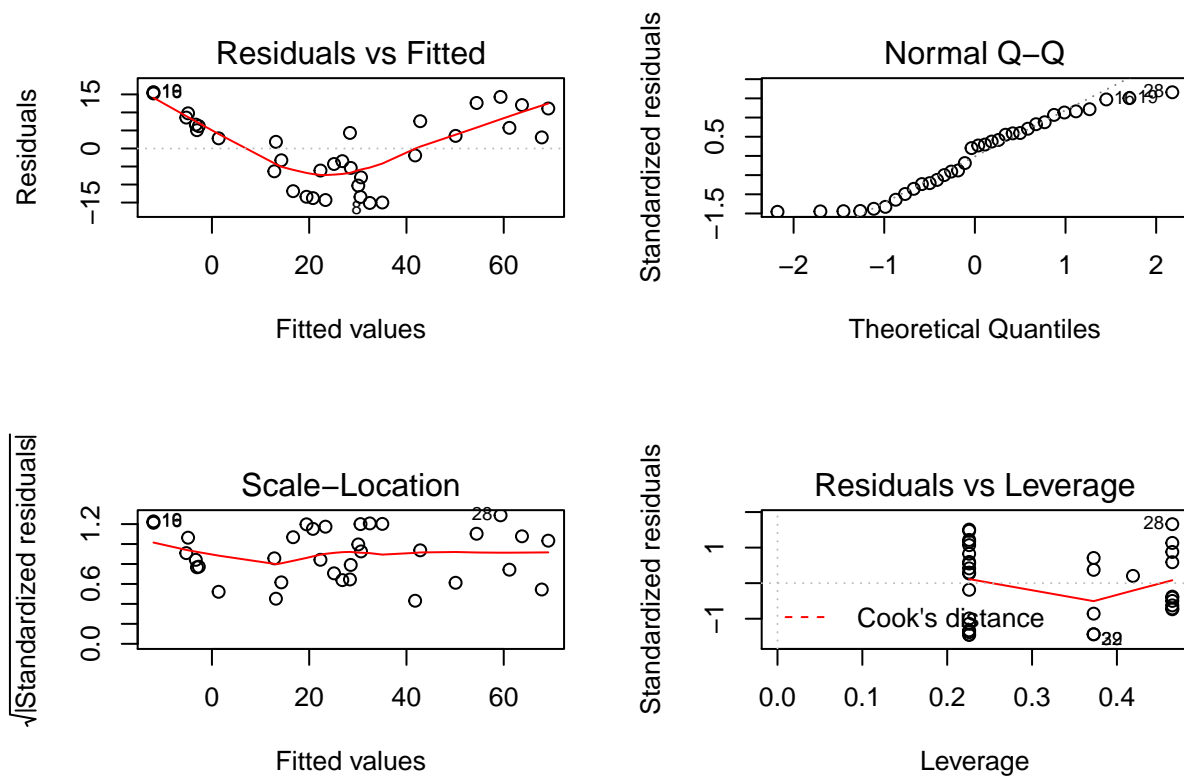 Residuals vs Fitted
Residuals
15
0
−15
0 20 40 60
Fitted values
8
Normal Q−Q
Standardized residuals
0.5
−1.5
−2 −1 0 1 2
Theoretical Quantiles
28
19
Scale−Location
√|Standardized residuals|
1.2
0.6
0.0
0 20 40 60
Fitted values
28
Residuals vs Leverage
Standardized residuals
1
−1
0.0 0.1 0.2 0.3 0.4
Leverage
28
Cook's distance